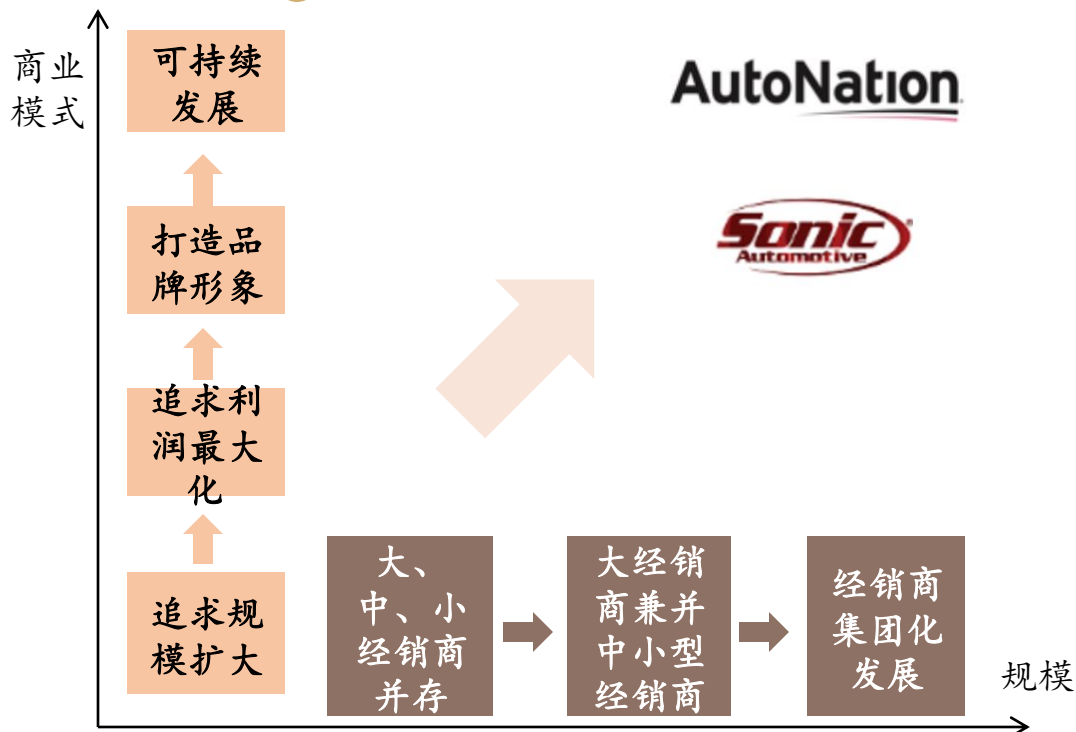 商业
模式
可持续
发展
打造品
牌形象
追求利
润最大
化
追求规
模扩大
AutoNation
Sonic
Automotive
大、
中、小
经销商
并存
大经销
商兼并
中小型
经销商
经销商
集团化
发展
规模